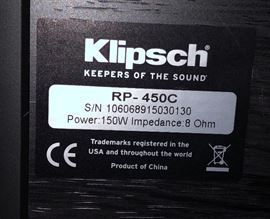 Klipsch
KEEPERS OF THE SOUND
RP-450C
S/N 106068915030130
Power:150W Impedance:8 Ohm
Trademarks registered in the
USA and throughout the world
CE
Product of China